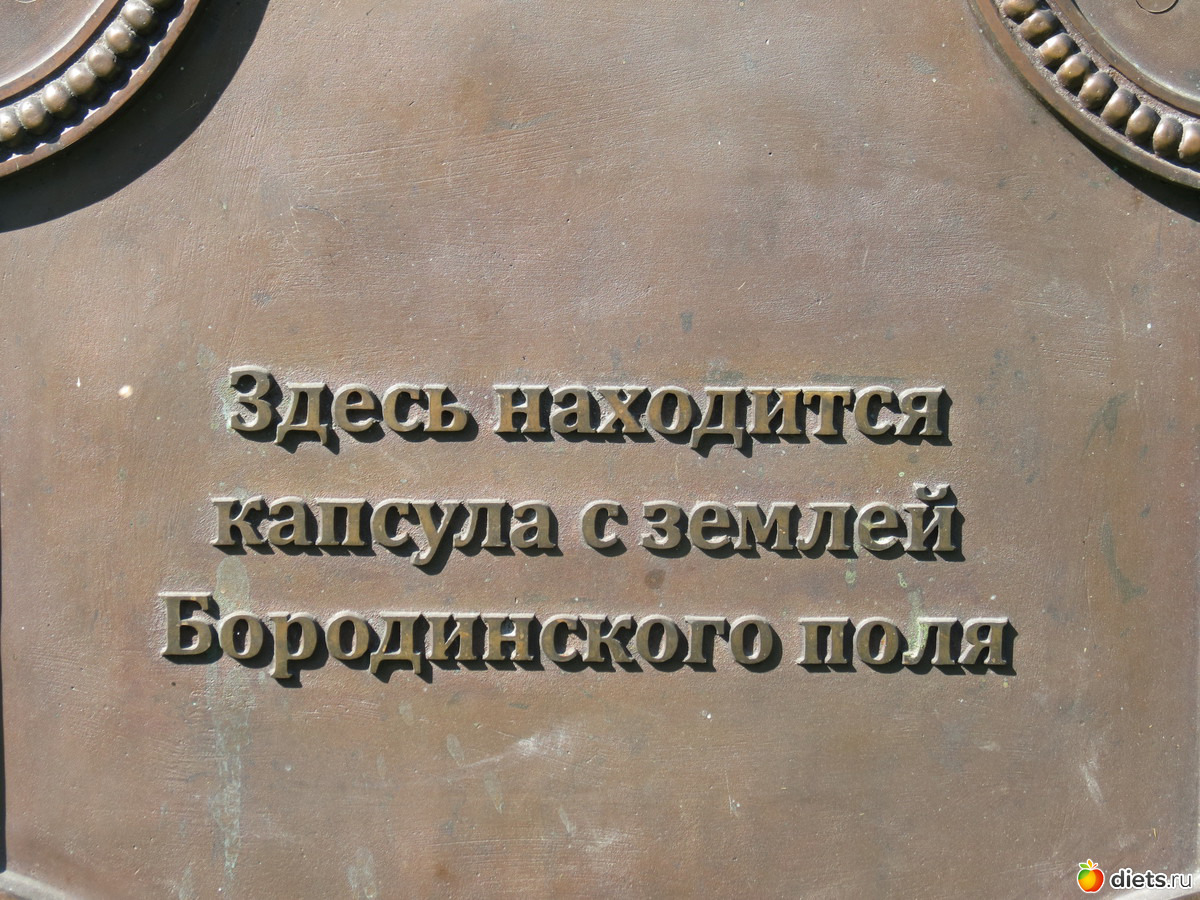 Здесь находится
капсула с землей
Бородинского поля
diets.ru